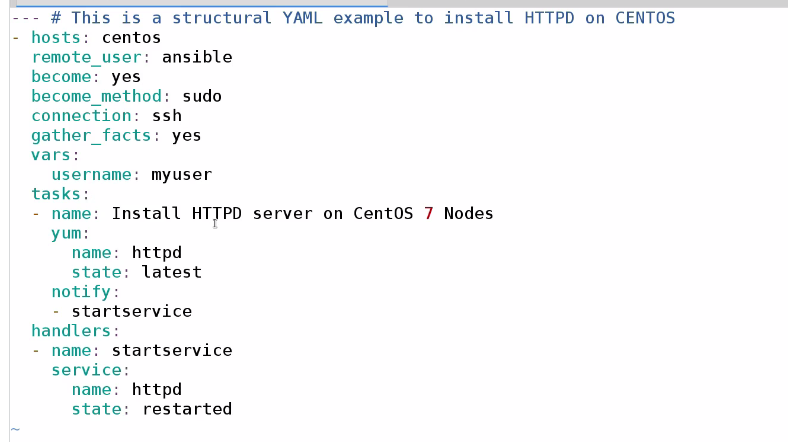 --- # This is a structural YAML example to install HTTPD on CENTOS
- hosts: centos
  remote_user: ansible
  become: yes
  become_method: sudo
  connection: ssh
  gather_facts: yes
  vars:
    username: myuser
  tasks:
  - name: Install HTTPD server on CentOS 7 Nodes
    yum:
      name: httpd
      state: latest
    notify:
    - startservice
  handlers:
  - name: startservice
    service:
      name: httpd
      state: restarted
~